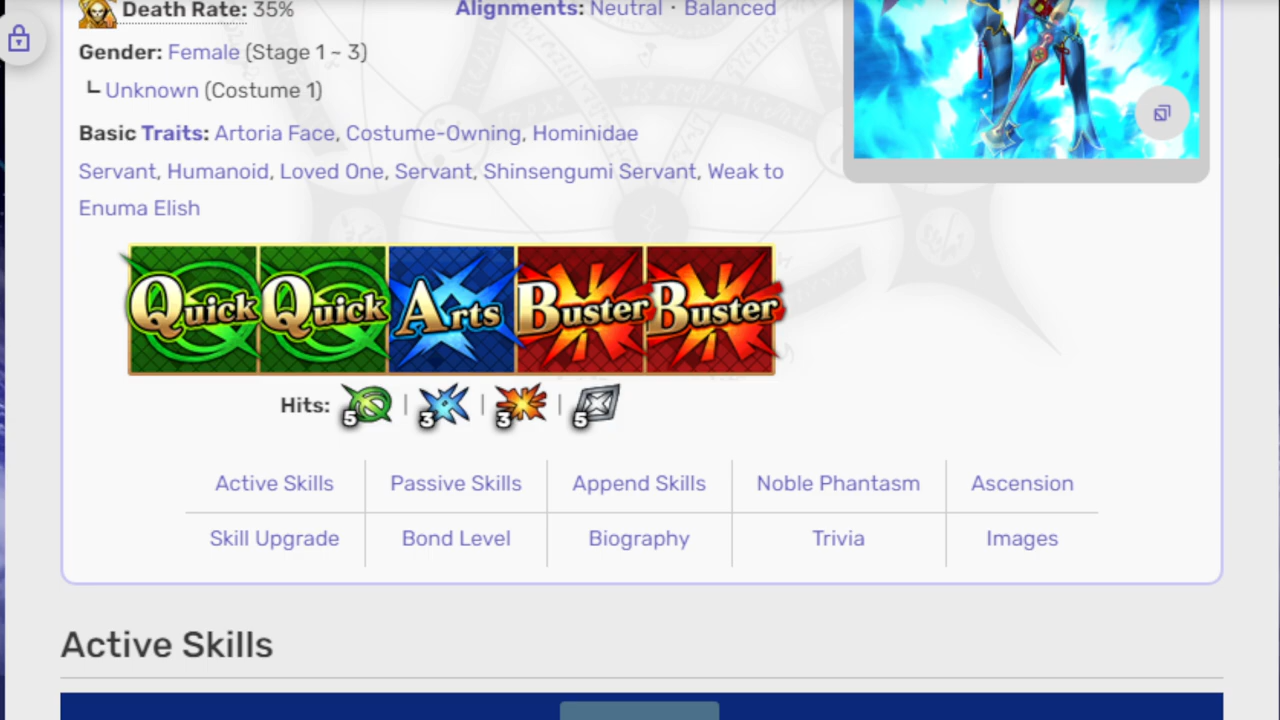 Death Rate: 35%
Alignments: Neutral · Balanced
Gender: Female (Stage 1 ~ 3)
┗ Unknown (Costume 1)
Basic Traits: Artoria Face, Costume-Owning, Hominidae
Servant, Humanoid, Loved One, Servant, Shinsengumi Servant, Weak to
Enuma Elish
Quick Quick Arts Buster Buster
Hits: 5 | 3 | 3 | 5
Active Skills Passive Skills Append Skills Noble Phantasm Ascension
Skill Upgrade Bond Level Biography Trivia Images
Active Skills